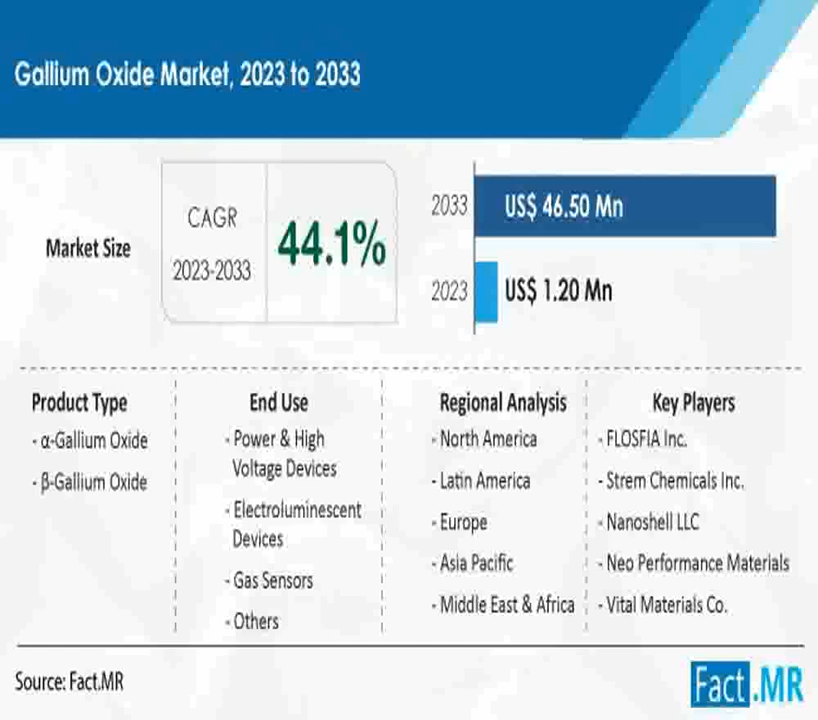 Gallium Oxide Market, 2023 to 2033
Market Size
CAGR
2023-2033
44.1%
2033
US$ 46.50 Mn
2023
US$ 1.20 Mn
Product Type
- α-Gallium Oxide
- β-Gallium Oxide
End Use
- Power & High
Voltage Devices
- Electroluminescent
Devices
- Gas Sensors
- Others
Regional Analysis
- North America
- Latin America
- Europe
- Asia Pacific
- Middle East & Africa
Key Players
- FLOSFIA Inc.
- Strem Chemicals Inc.
- Nanoshell LLC
- Neo Performance Materials
- Vital Materials Co.
Source: Fact.MR
Fact.MR